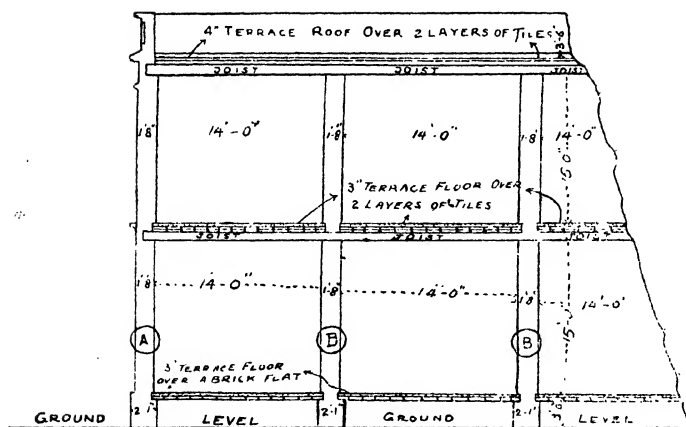 4" TERRACE ROOF OVER 2 LAYERS OF TILES
3'-6"
JOIST JOIST JOIST
1'8" 14'-0" 1'-8" 14'-0" 1'-8" 14'-0"
15'-0"
3" TERRACE FLOOR OVER
2 LAYERS OF TILES
JOIST JOIST JOIST
1'8" 14'-0" 1'-8" 14'-0" 1'-8" 14'-0"
15'
A B B
3" TERRACE FLOOR
OVER A BRICK FLAT
GROUND 2'-1" LEVEL 2'-1" GROUND 2'-1" LEVEL